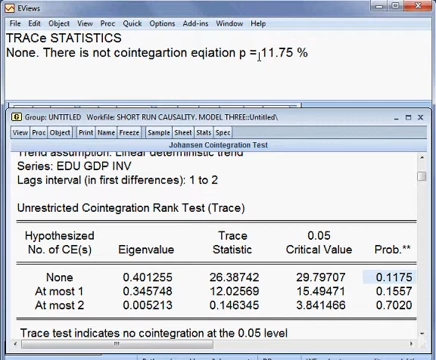 EViews
File Edit Object View Proc Quick Options Add-ins Window Help
TRACe STATISTICS
None. There is not cointegartion eqiation p = 11.75 %
Group: UNTITLED Workfile: SHORT RUN CAUSALITY. MODEL THREE::Untitled\
View Proc Object Print Name Freeze Sample Sheet Stats Spec
Johansen Cointegration Test
Trend assumption: Linear deterministic trend
Series: EDU GDP INV
Lags interval (in first differences): 1 to 2
Unrestricted Cointegration Rank Test (Trace)
Hypothesized Trace 0.05
No. of CE(s) Eigenvalue Statistic Critical Value Prob.**
None 0.401255 26.38742 29.79707 0.1175
At most 1 0.345748 12.02569 15.49471 0.1557
At most 2 0.005213 0.146345 3.841466 0.7020
Trace test indicates no cointegration at the 0.05 level